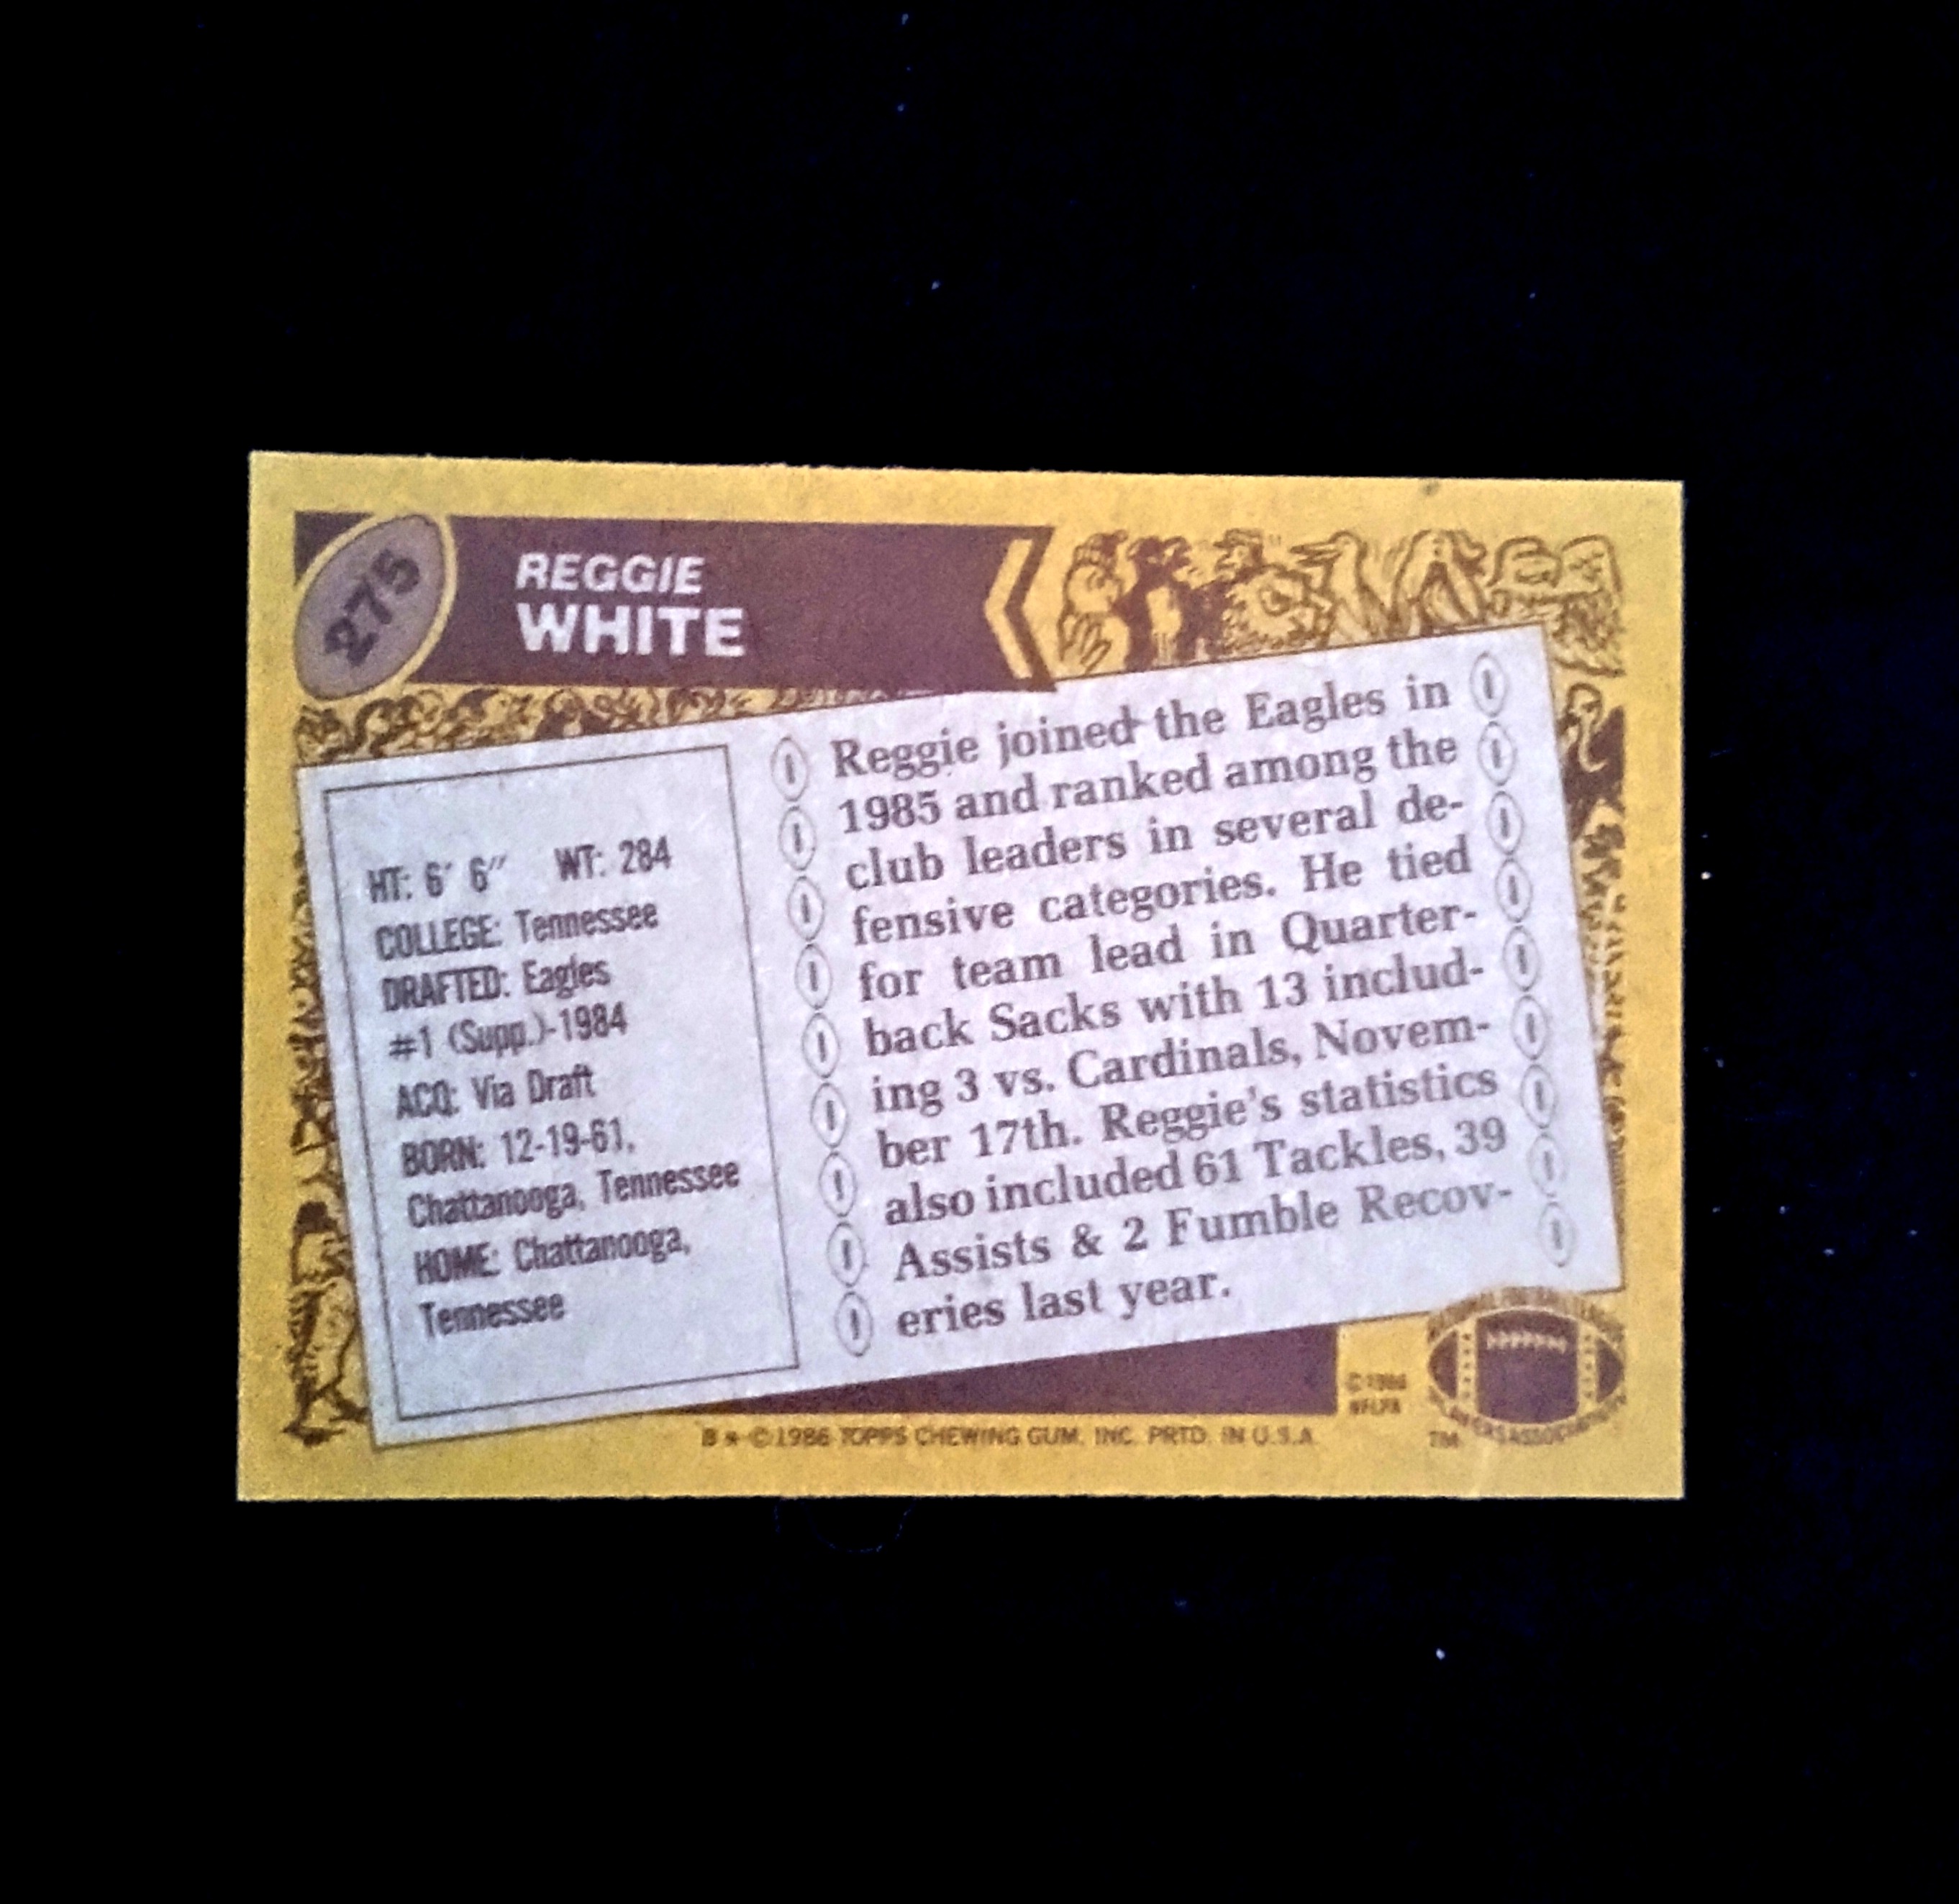 275
REGGIE
WHITE
HT: 6' 6" WT: 284
COLLEGE: Tennessee
DRAFTED: Eagles
#1 (Supp.)-1984
ACQ: Via Draft
BORN: 12-19-61,
Chattanooga, Tennessee
HOME: Chattanooga,
Tennessee
Reggie joined the Eagles in
1985 and ranked among the
club leaders in several de-
fensive categories. He tied
for team lead in Quarter-
back Sacks with 13 includ-
ing 3 vs. Cardinals, Novem-
ber 17th. Reggie's statistics
also included 61 Tackles, 39
Assists & 2 Fumble Recov-
eries last year.
B * © 1986 TOPPS CHEWING GUM, INC. PRTD. IN U.S.A.
© 1986
NFLPA
TM